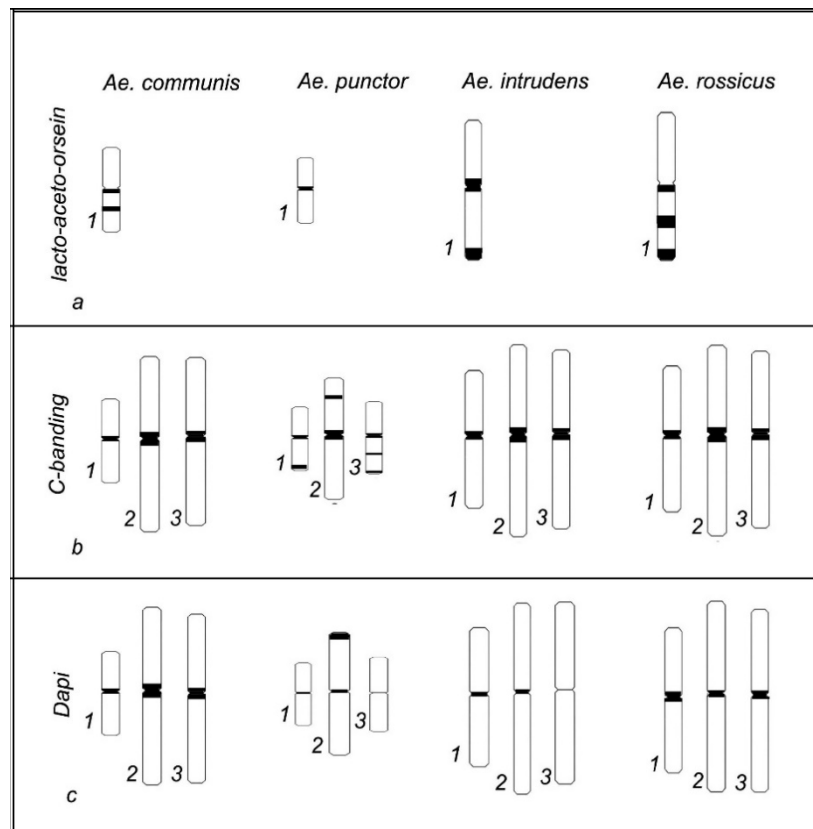 Ae. communis Ae. punctor Ae. intrudens Ae. rossicus
lacto-aceto-orsein
1 1 1 1
a
C-banding
1 2 3 1 2 3 1 2 3 1 2 3
b
Dapi
1 2 3 1 2 3 1 2 3 1 2 3
c